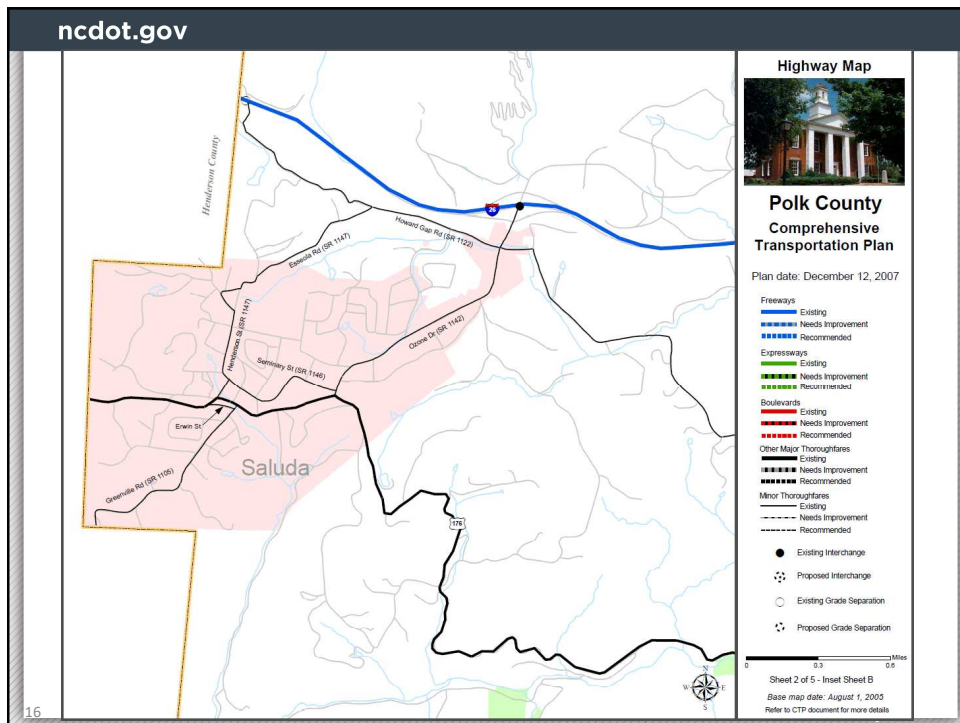 ncdot.gov
Henderson County
26
Howard Gap Rd (SR 1122)
Esseola Rd (SR 1147)
Henderson St (SR 1147)
Ozone Dr (SR 1142)
Seminary St (SR 1146)
Erwin St
Saluda
Greenville Rd (SR 1105)
176
N
W E
S
Highway Map
Polk County
Comprehensive
Transportation Plan
Plan date: December 12, 2007
Freeways
Existing
Needs Improvement
Recommended
Expressways
Existing
Needs Improvement
Recommended
Boulevards
Existing
Needs Improvement
Recommended
Other Major Thoroughfares
Existing
Needs Improvement
Recommended
Minor Thoroughfares
Existing
Needs Improvement
Recommended
Existing Interchange
Proposed Interchange
Existing Grade Separation
Proposed Grade Separation
Miles
0 0.3 0.6
Sheet 2 of 5 - Inset Sheet B
Base map date: August 1, 2005
Refer to CTP document for more details
16